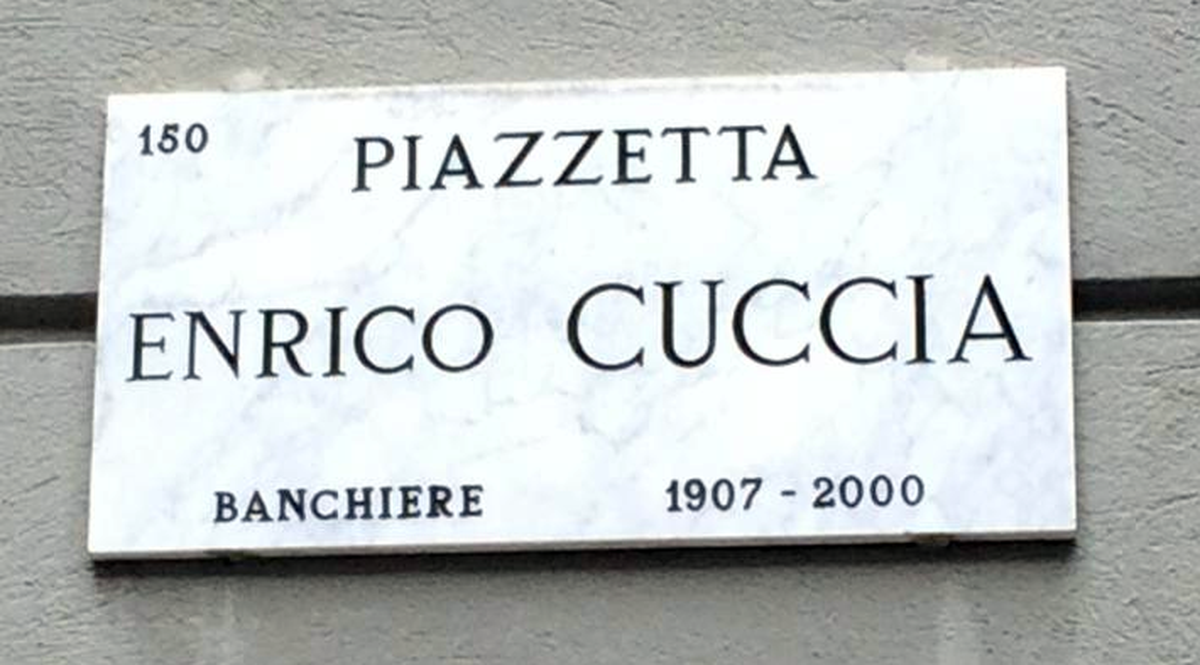 150
PIAZZETTA
ENRICO CUCCIA
BANCHIERE 1907 - 2000